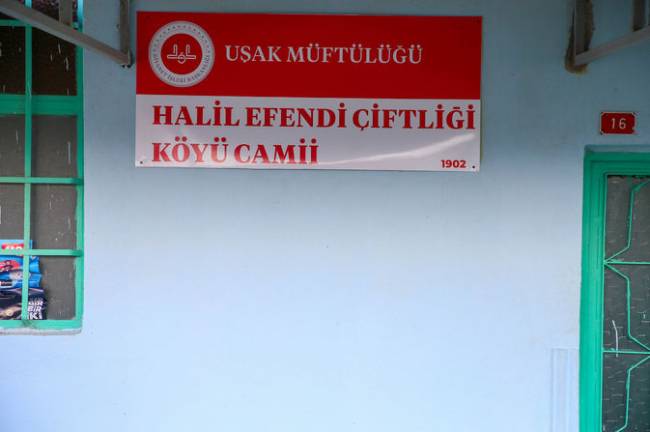 UŞAK MÜFTÜLÜĞÜ
HALİL EFENDİ ÇİFTLİĞİ
KÖYÜ CAMİİ
1902
16